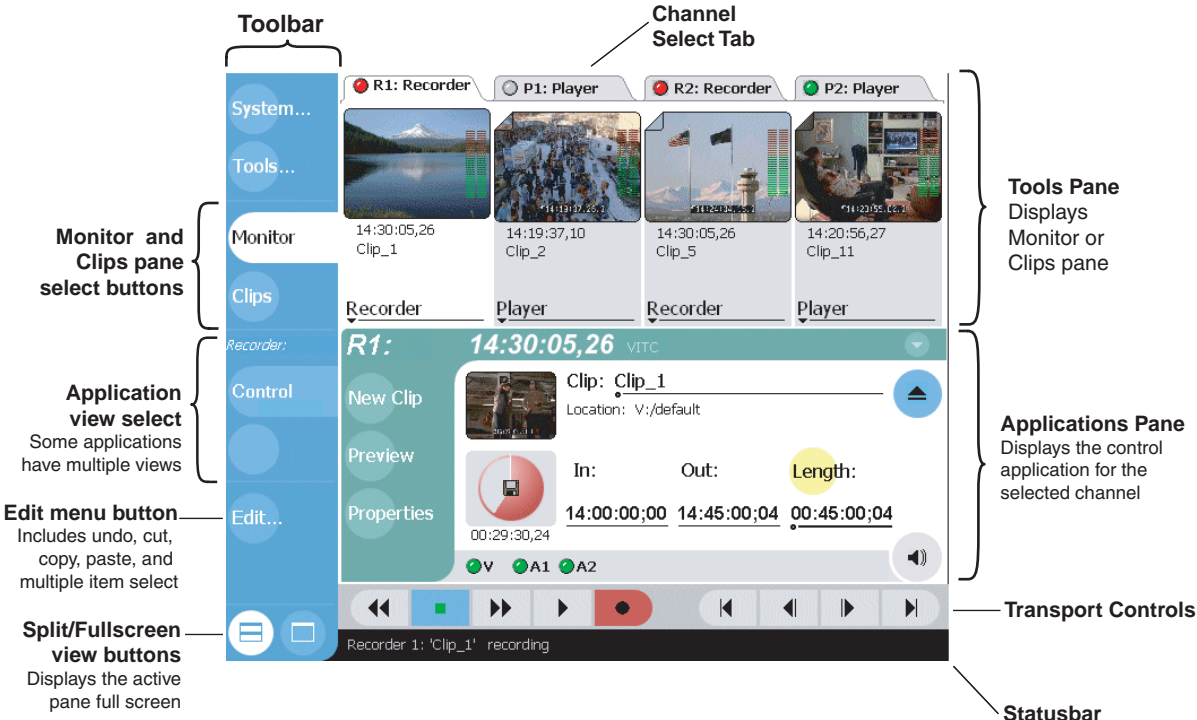 Toolbar
Channel
Select Tab
R1: Recorder
P1: Player
R2: Recorder
P2: Player
System...
Tools...
Monitor
Clips
Recorder:
Control
Edit...
Monitor and
Clips pane
select buttons
Application
view select
Some applications
have multiple views
Edit menu button
Includes undo, cut,
copy, paste, and
multiple item select
Split/Fullscreen
view buttons
Displays the active
pane full screen
14:30:05,26
Clip_1
Recorder
14:19:37,10
Clip_2
Player
14:30:05,26
Clip_5
Recorder
14:20:56,27
Clip_11
Player
R1:
14:30:05,26 VITC
New Clip
Preview
Properties
Clip: Clip_1
Location: V:/default
In:
Out:
Length:
14:00:00;00
14:45:00;04
00:45:00;04
00:29:30,24
V
A1
A2
Recorder 1: 'Clip_1' recording
Tools Pane
Displays
Monitor or
Clips pane
Applications Pane
Displays the control
application for the
selected channel
Transport Controls
Statusbar